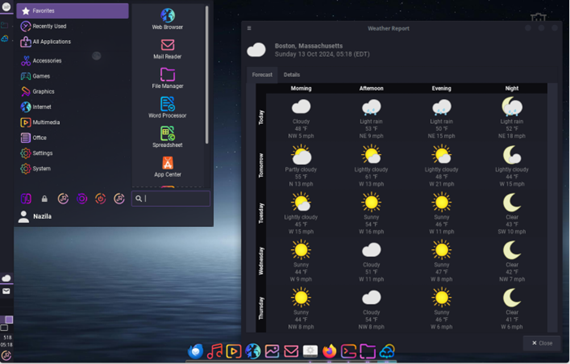 Favorites
Recently Used
All Applications
Accessories
Games
Graphics
Internet
Multimedia
Office
Settings
System
Web Browser
Mail Reader
File Manager
Word Processor
Spreadsheet
App Center
Nazila
518
05:18
Weather Report
Boston, Massachusetts
Sunday 13 Oct 2024, 05:18 (EDT)
Forecast Details
Morning Afternoon Evening Night
Today
Cloudy Light rain Light rain Light rain
48 °F 53 °F 52 °F
NW 5 mph NE 9 mph NE 15 mph NE 18 mph
Tomorrow
Partly cloudy Lightly cloudy Lightly cloudy Lightly cloudy
55 °F 61 °F 48 °F 44 °F
N 13 mph W 13 mph W 21 mph W 15 mph
Tuesday
Lightly cloudy Sunny Sunny Clear
45 °F 54 °F 46 °F 43 °F
W 15 mph W 16 mph W 11 mph SW 10 mph
Wednesday
Sunny Cloudy Sunny Clear
44 °F 51 °F 47 °F 42 °F
W 9 mph W 11 mph W 8 mph NW 7 mph
Thursday
Sunny Cloudy Sunny Clear
44 °F 54 °F 46 °F 41 °F
NW 8 mph NW 8 mph W 6 mph W 6 mph
Close